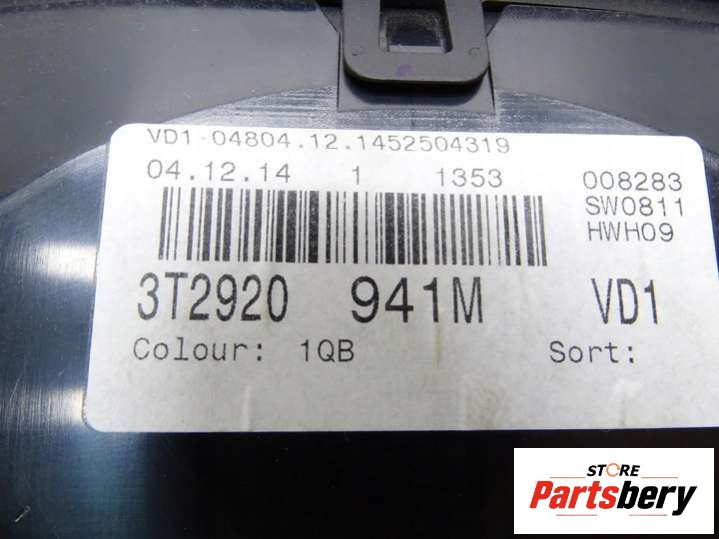 VD1-04804.12.1452504319
04.12.14 1 1353 008283
SW0811
HWH09
3T2920 941M VD1
Colour: 1QB Sort:
STORE
Partsbery